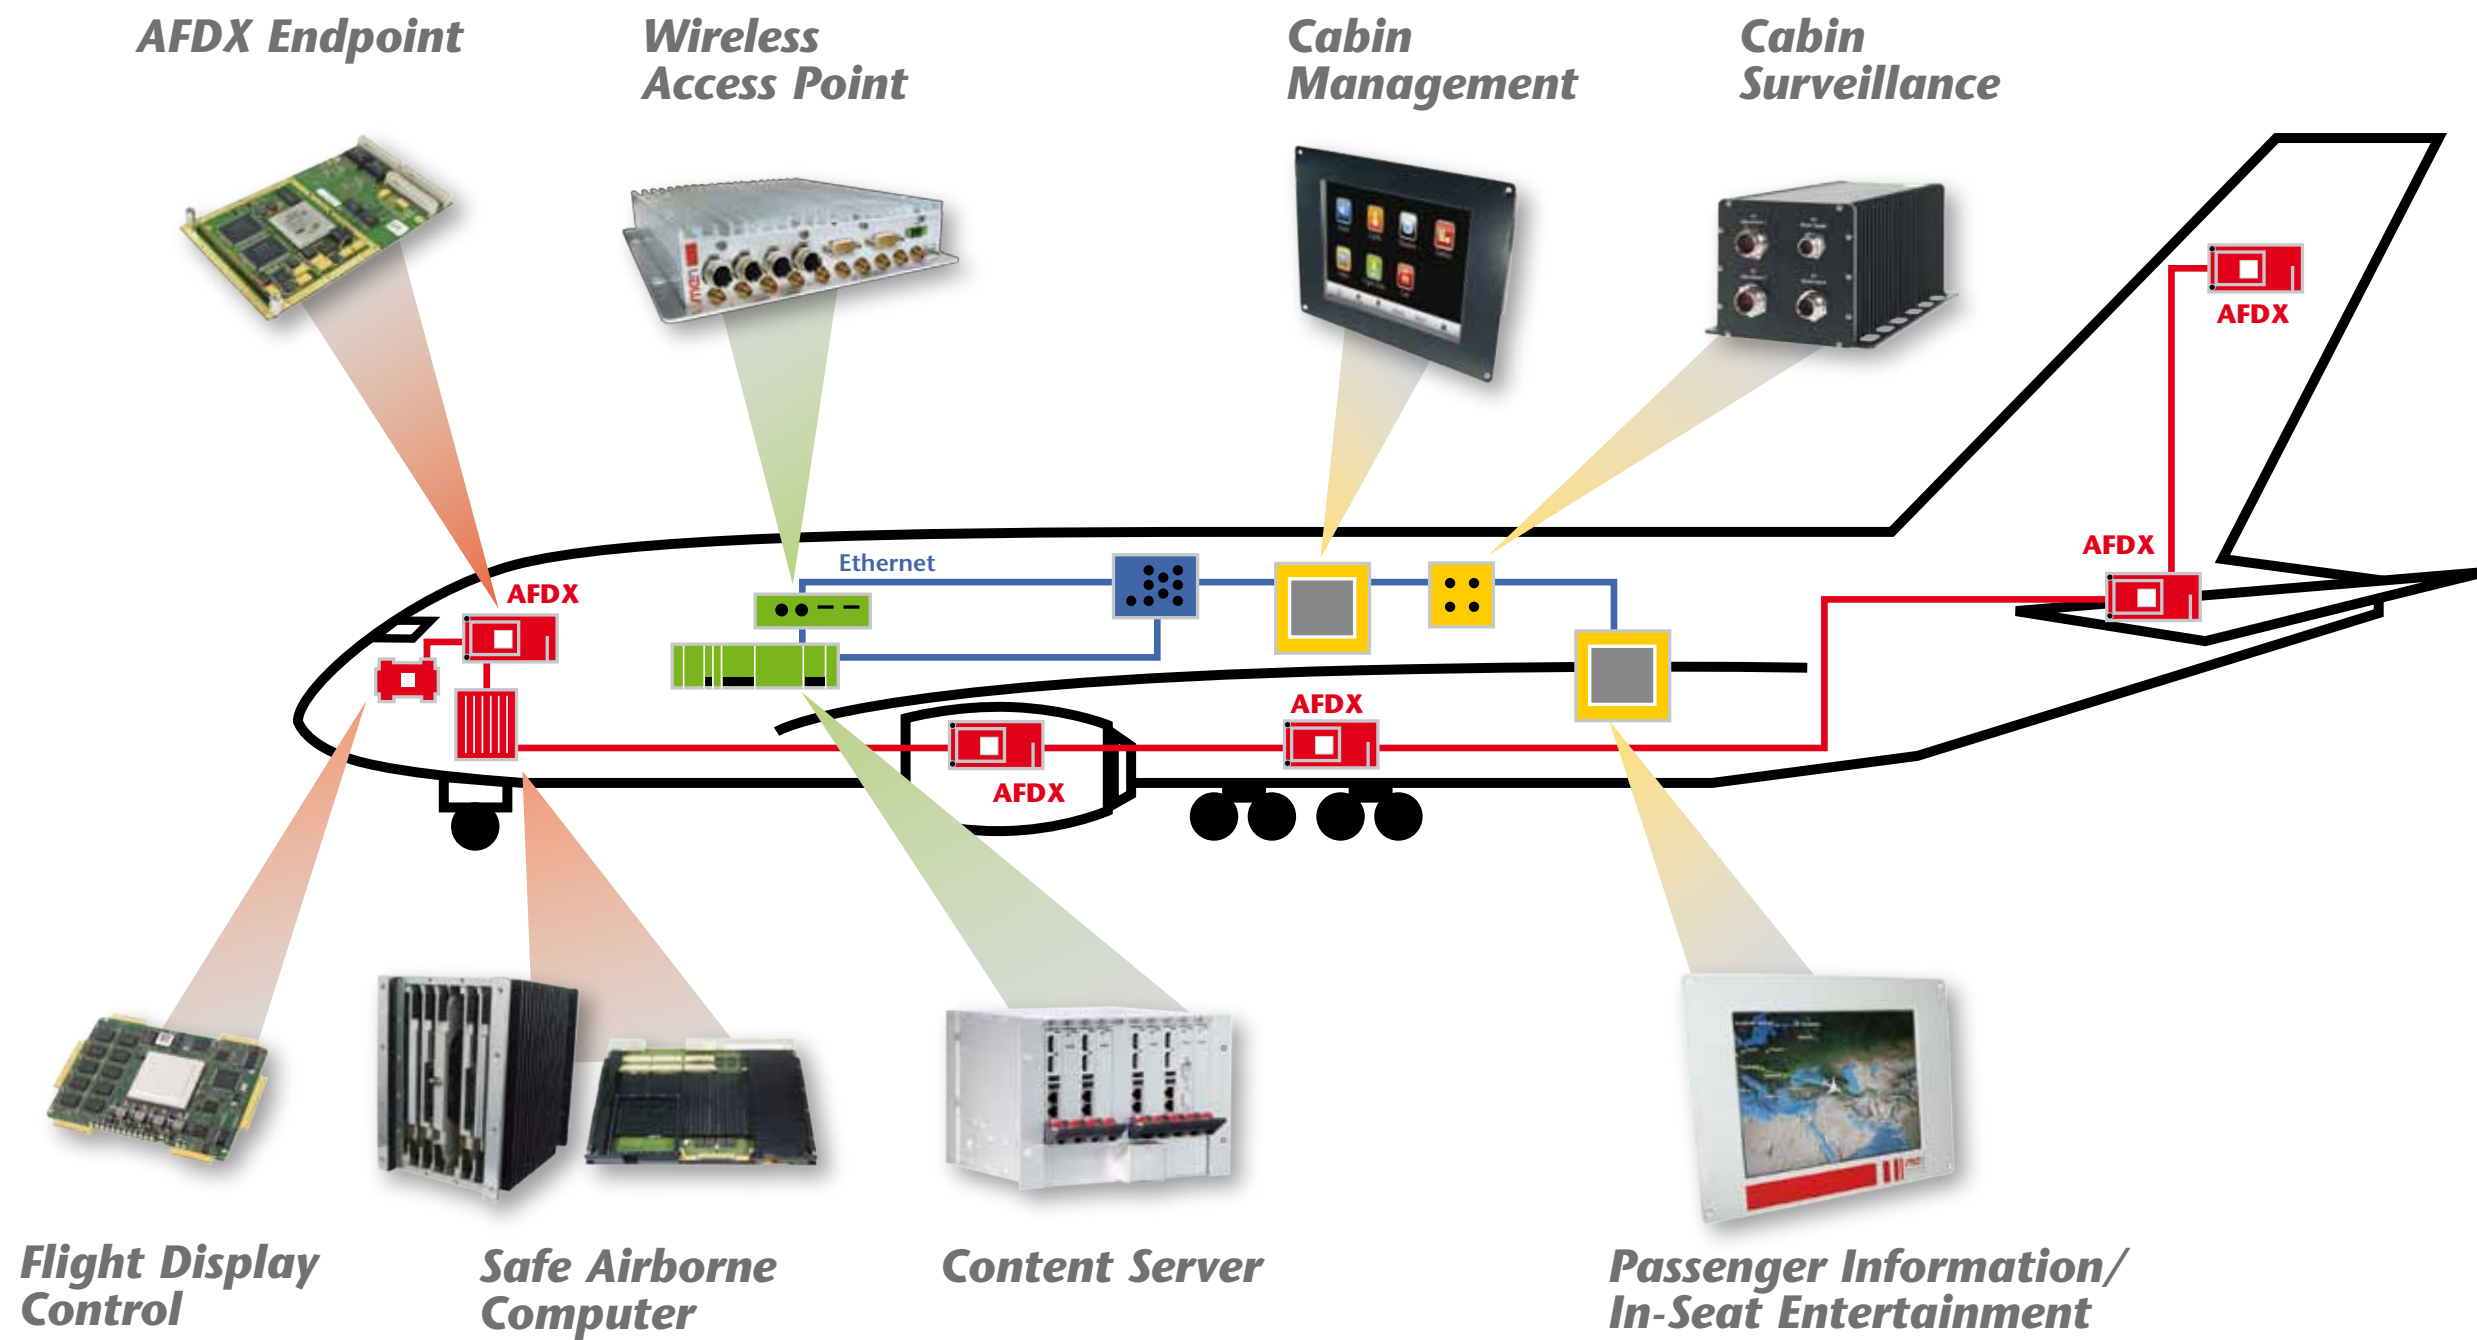 AFDX Endpoint
Wireless
Access Point
Cabin
Management
Cabin
Surveillance
AFDX
AFDX
Ethernet
AFDX
AFDX
AFDX
men
Flight Display
Control
Safe Airborne
Computer
Content Server
Passenger Information/
In-Seat Entertainment